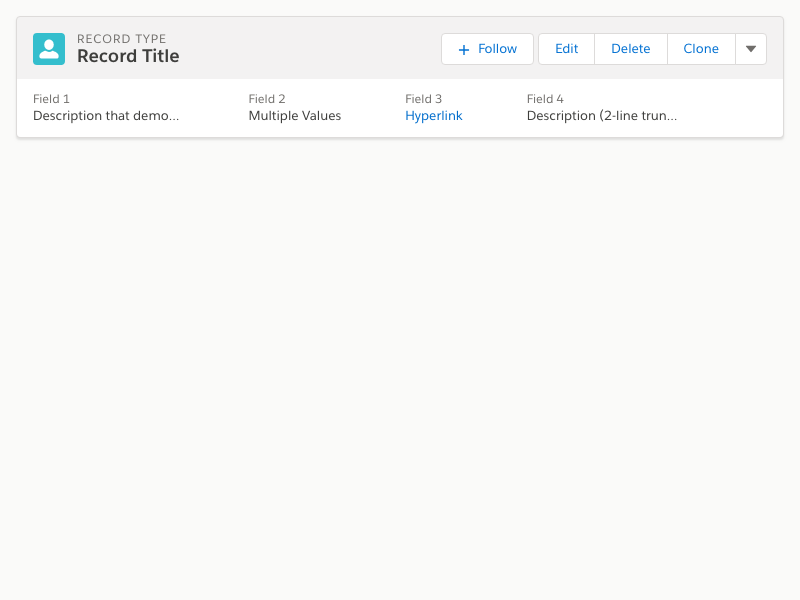 RECORD TYPE
Record Title
Follow
Edit
Delete
Clone
Field 1
Description that demo...
Field 2
Multiple Values
Field 3
Hyperlink
Field 4
Description (2-line trun...